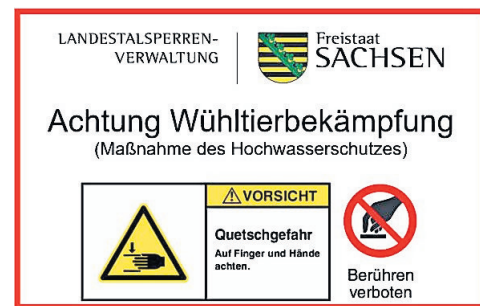 LANDESTALSPERREN-
VERWALTUNG
Freistaat
SACHSEN
Achtung Wühltierbekämpfung
(Maßnahme des Hochwasserschutzes)
VORSICHT
Quetschgefahr
Auf Finger und Hände
achten.
Berühren
verboten